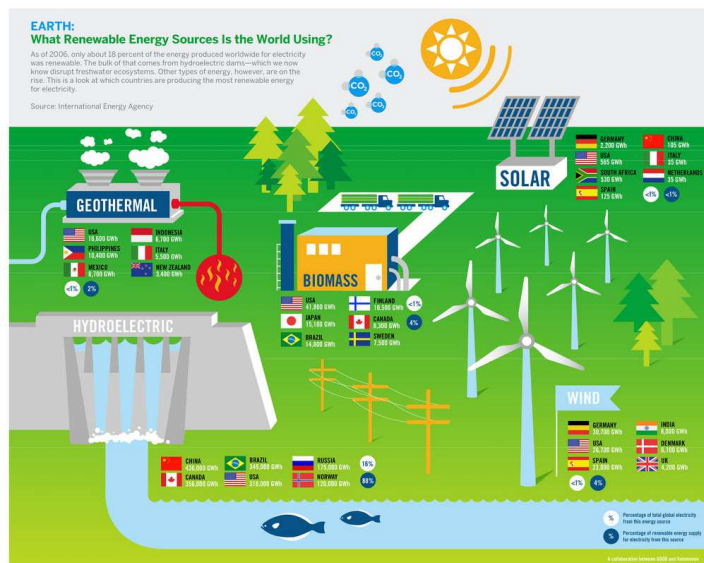 EARTH:
What Renewable Energy Sources Is the World Using?
As of 2006, only about 18 percent of the energy produced worldwide for electricity
was renewable. The bulk of that comes from hydroelectric dams—which we now
know disrupt freshwater ecosystems. Other types of energy, however, are on the
rise. This is a look at which countries are producing the most renewable energy
for electricity.
Source: International Energy Agency
CO2
CO2
CO2
CO2
CO2
SOLAR
GERMANY
2,200 GWh
USA
565 GWh
SOUTH AFRICA
530 GWh
SPAIN
125 GWh
CHINA
105 GWh
ITALY
35 GWh
NETHERLANDS
35 GWh
<1%
<1%
GEOTHERMAL
USA
16,600 GWh
PHILIPPINES
10,400 GWh
MEXICO
6,700 GWh
INDONESIA
6,700 GWh
ITALY
5,500 GWh
NEW ZEALAND
3,400 GWh
<1%
2%
BIOMASS
USA
41,800 GWh
JAPAN
15,100 GWh
BRAZIL
14,800 GWh
FINLAND
10,500 GWh
CANADA
8,300 GWh
SWEDEN
7,500 GWh
<1%
4%
HYDROELECTRIC
CHINA
436,000 GWh
CANADA
356,000 GWh
BRAZIL
349,000 GWh
USA
318,000 GWh
RUSSIA
175,000 GWh
NORWAY
120,000 GWh
16%
88%
WIND
GERMANY
30,700 GWh
USA
26,700 GWh
SPAIN
23,000 GWh
INDIA
8,000 GWh
DENMARK
6,100 GWh
UK
4,200 GWh
<1%
4%
%
Percentage of total global electricity
from this energy source
%
Percentage of renewable energy supply
for electricity from this source
A collaboration between GOOD and